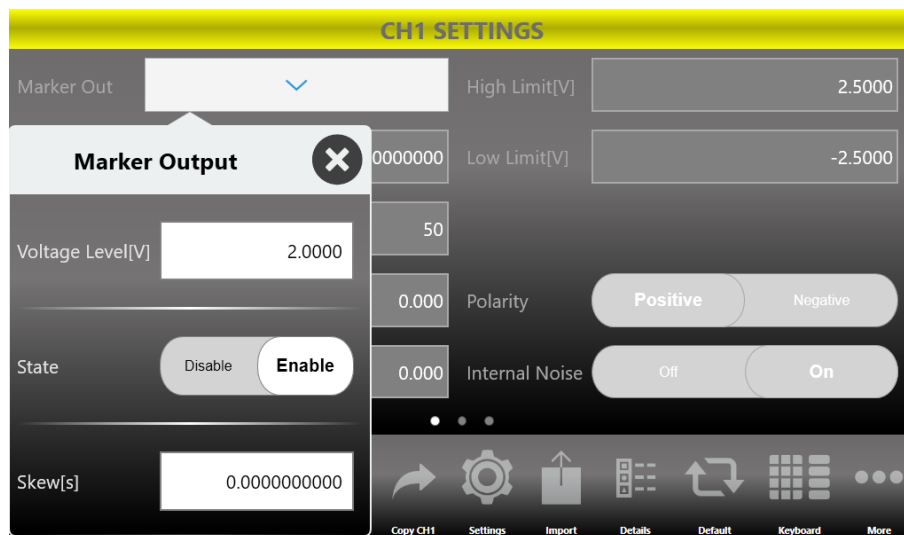 CH1 SETTINGS
Marker Out
High Limit[V] 2.5000
Marker Output
0000000
Low Limit[V] -2.5000
Voltage Level[V] 2.0000
50
0.000
Polarity Positive Negative
State Disable Enable
0.000
Internal Noise Off On
Skew[s] 0.0000000000
Copy CH1 Settings Import Details Default Keyboard More